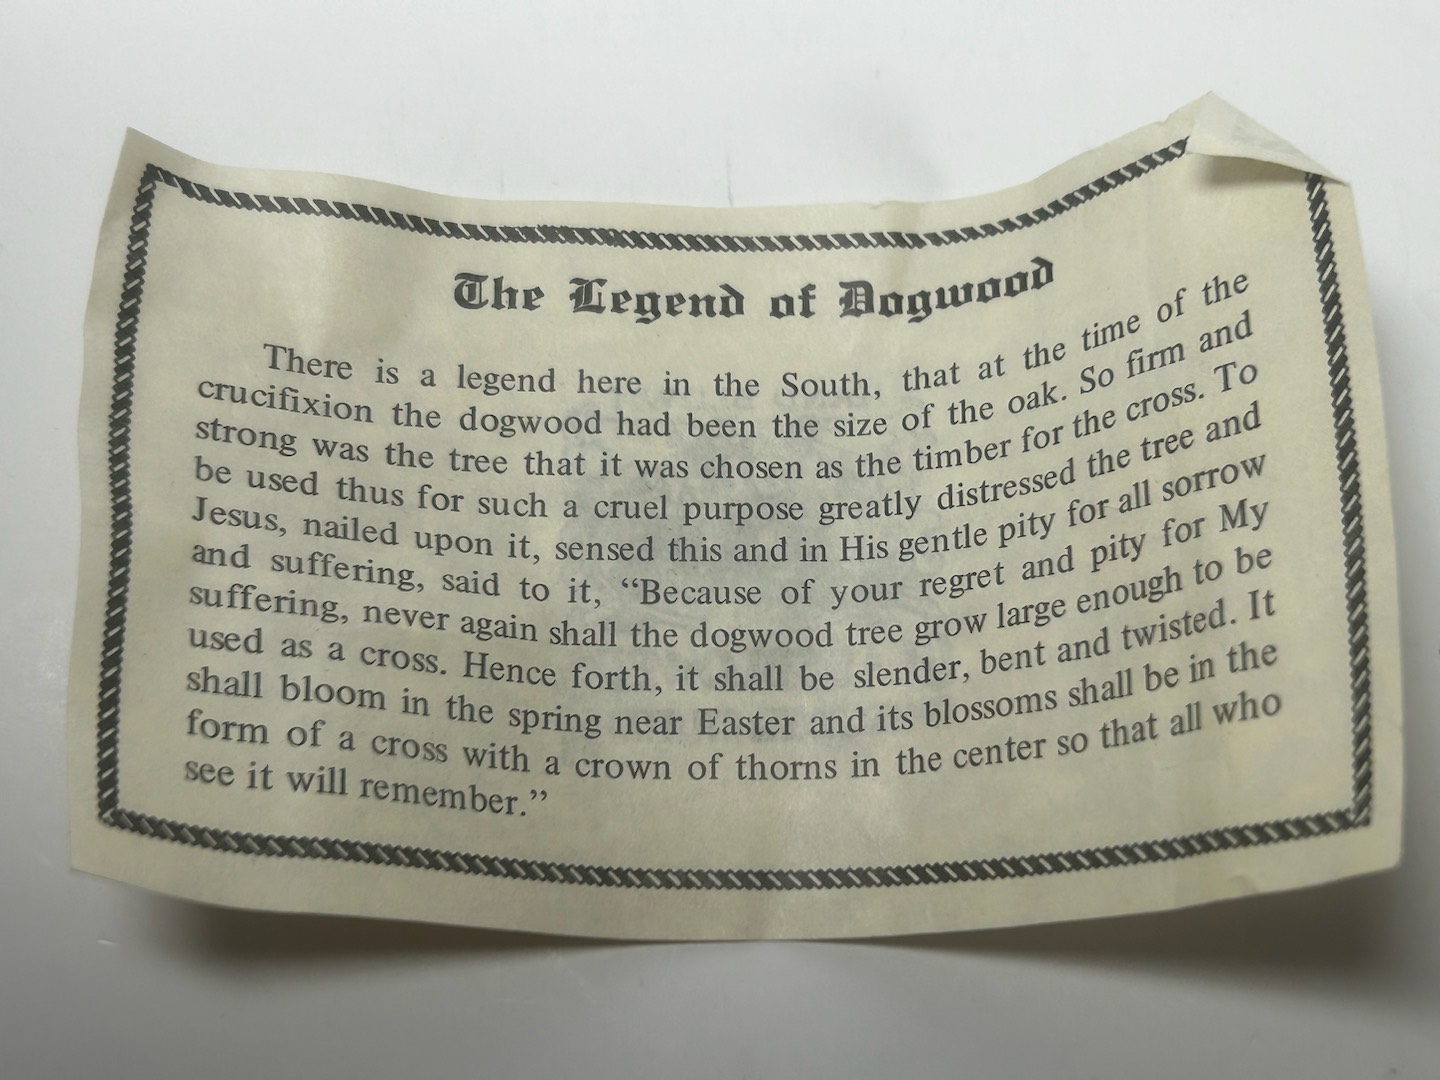 The Legend of Dogwood
There is a legend here in the South, that at the time of the
crucifixion the dogwood had been the size of the oak. So firm and
strong was the tree that it was chosen as the timber for the cross. To
be used thus for such a cruel purpose greatly distressed the tree and
Jesus, nailed upon it, sensed this and in His gentle pity for all sorrow
and suffering, said to it, “Because of your regret and pity for My
suffering, never again shall the dogwood tree grow large enough to be
used as a cross. Hence forth, it shall be slender, bent and twisted. It
shall bloom in the spring near Easter and its blossoms shall be in the
form of a cross with a crown of thorns in the center so that all who
see it will remember.”